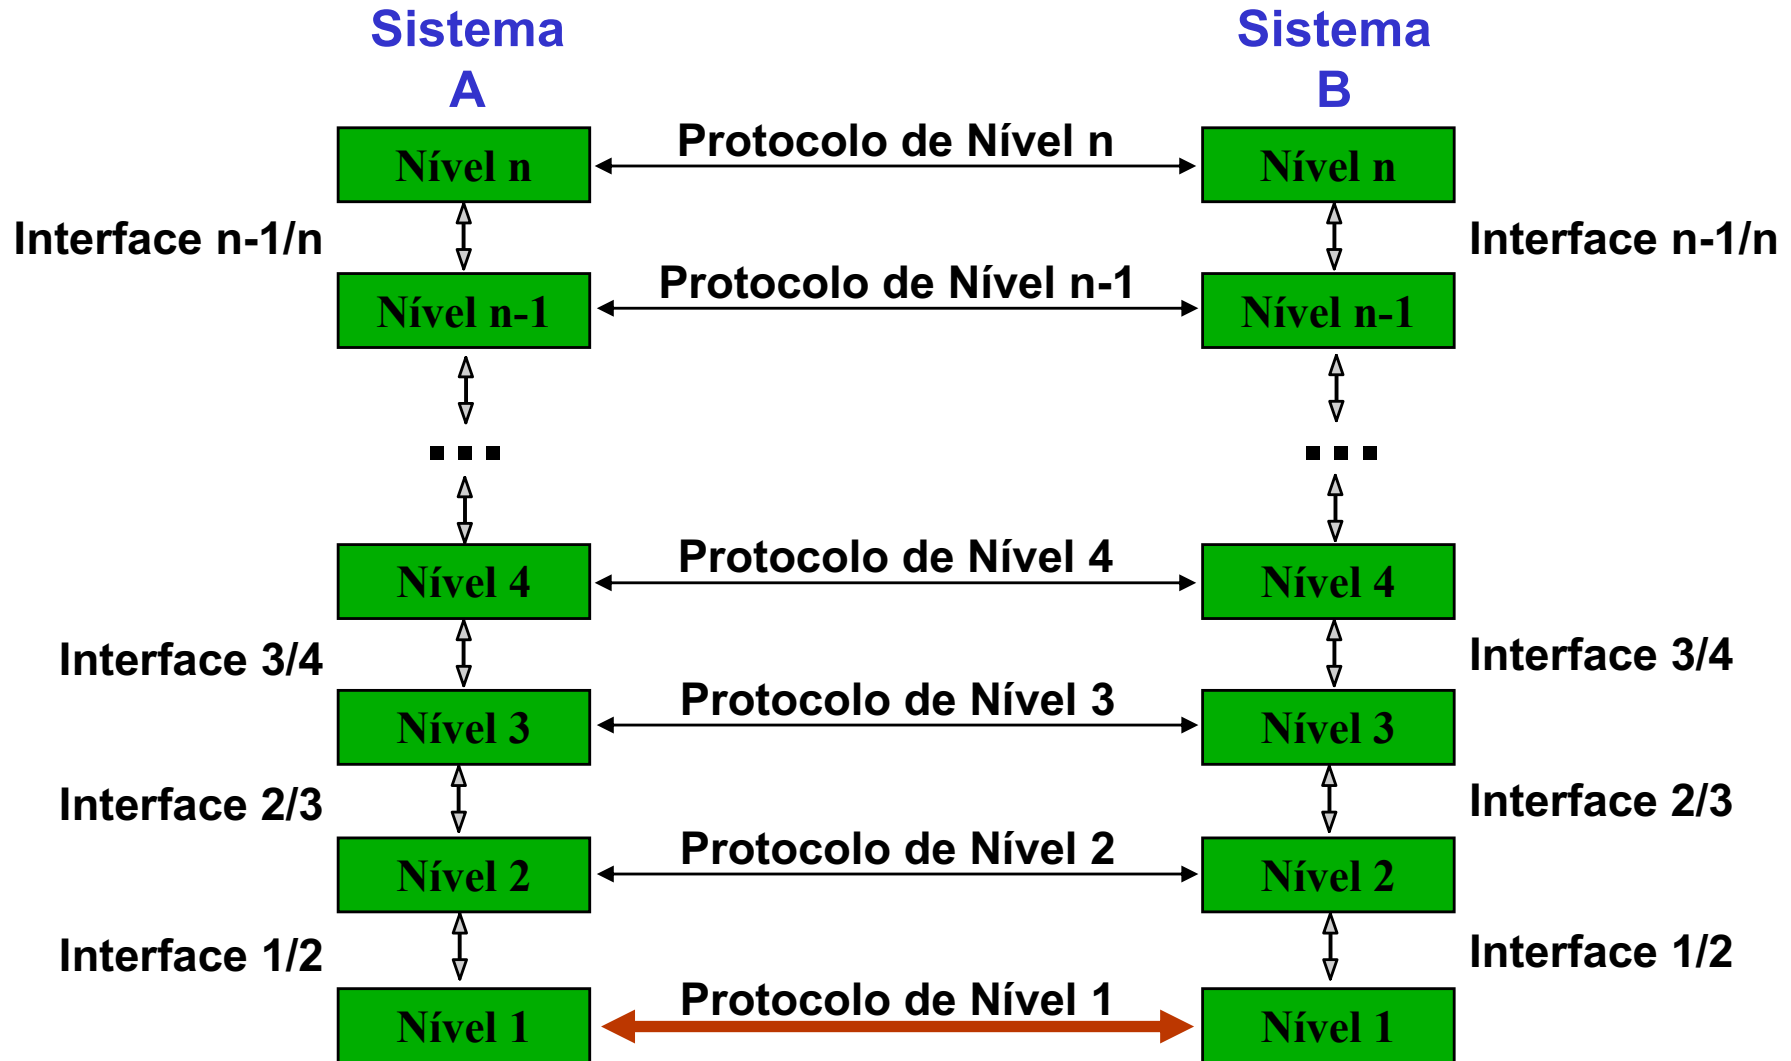 Sistema
A
Sistema
B
Nível n
Protocolo de Nível n
Nível n
Interface n-1/n
Interface n-1/n
Nível n-1
Protocolo de Nível n-1
Nível n-1
...
...
Nível 4
Protocolo de Nível 4
Nível 4
Interface 3/4
Interface 3/4
Nível 3
Protocolo de Nível 3
Nível 3
Interface 2/3
Interface 2/3
Nível 2
Protocolo de Nível 2
Nível 2
Interface 1/2
Interface 1/2
Nível 1
Protocolo de Nível 1
Nível 1